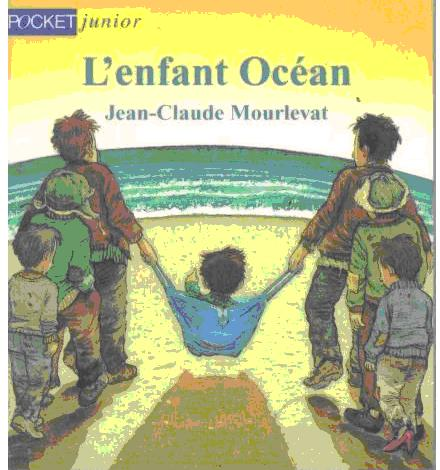 POCKET junior
L'enfant Océan
Jean-Claude Mourlevat